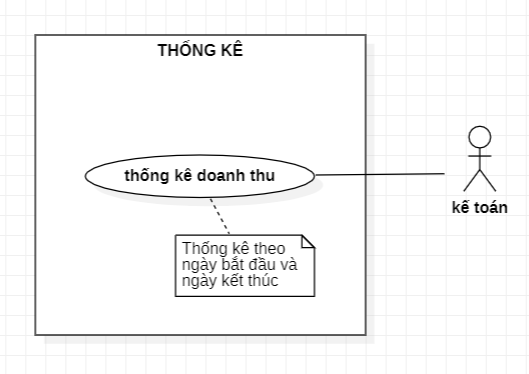 THỐNG KÊ
thống kê doanh thu
kế toán
Thống kê theo
ngày bắt đầu và
ngày kết thúc